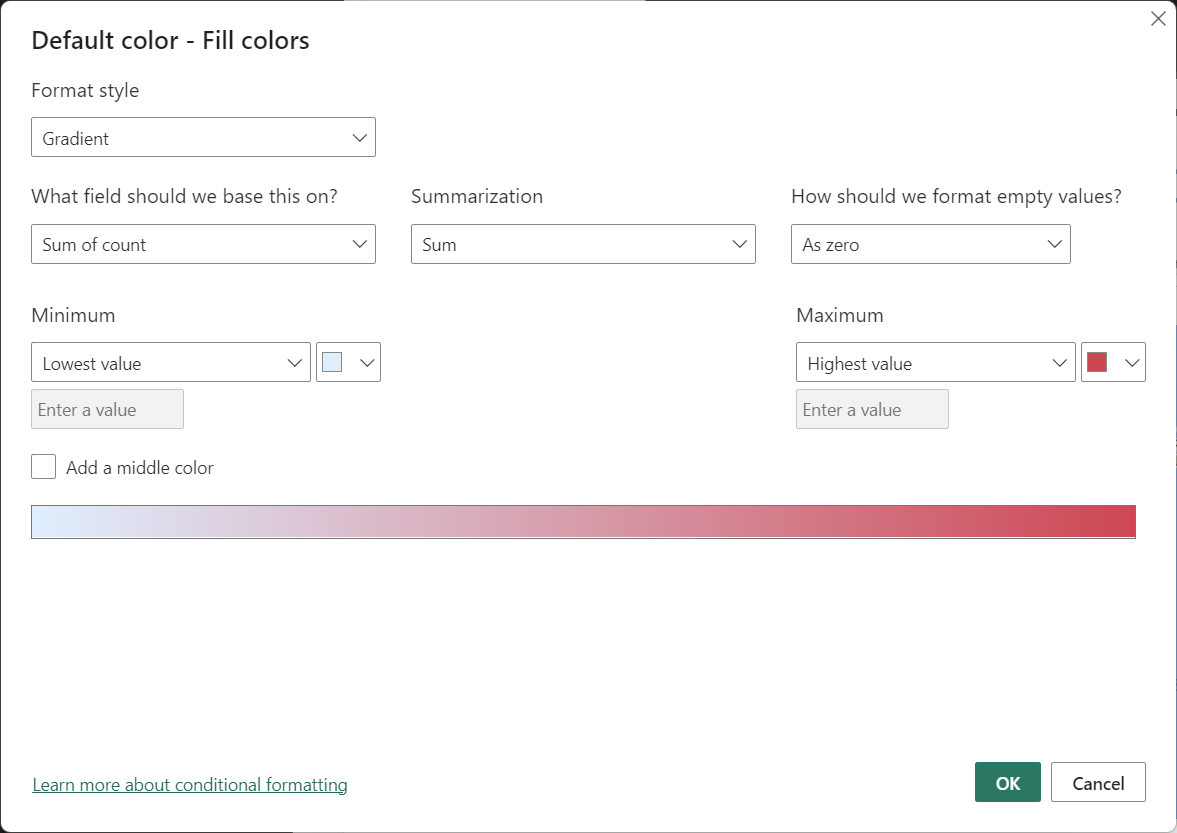 Default color - Fill colors
Format style
Gradient
What field should we base this on?
Summarization
How should we format empty values?
Sum of count
Sum
As zero
Minimum
Maximum
Lowest value
Highest value
Enter a value
Enter a value
Add a middle color
Learn more about conditional formatting
OK
Cancel